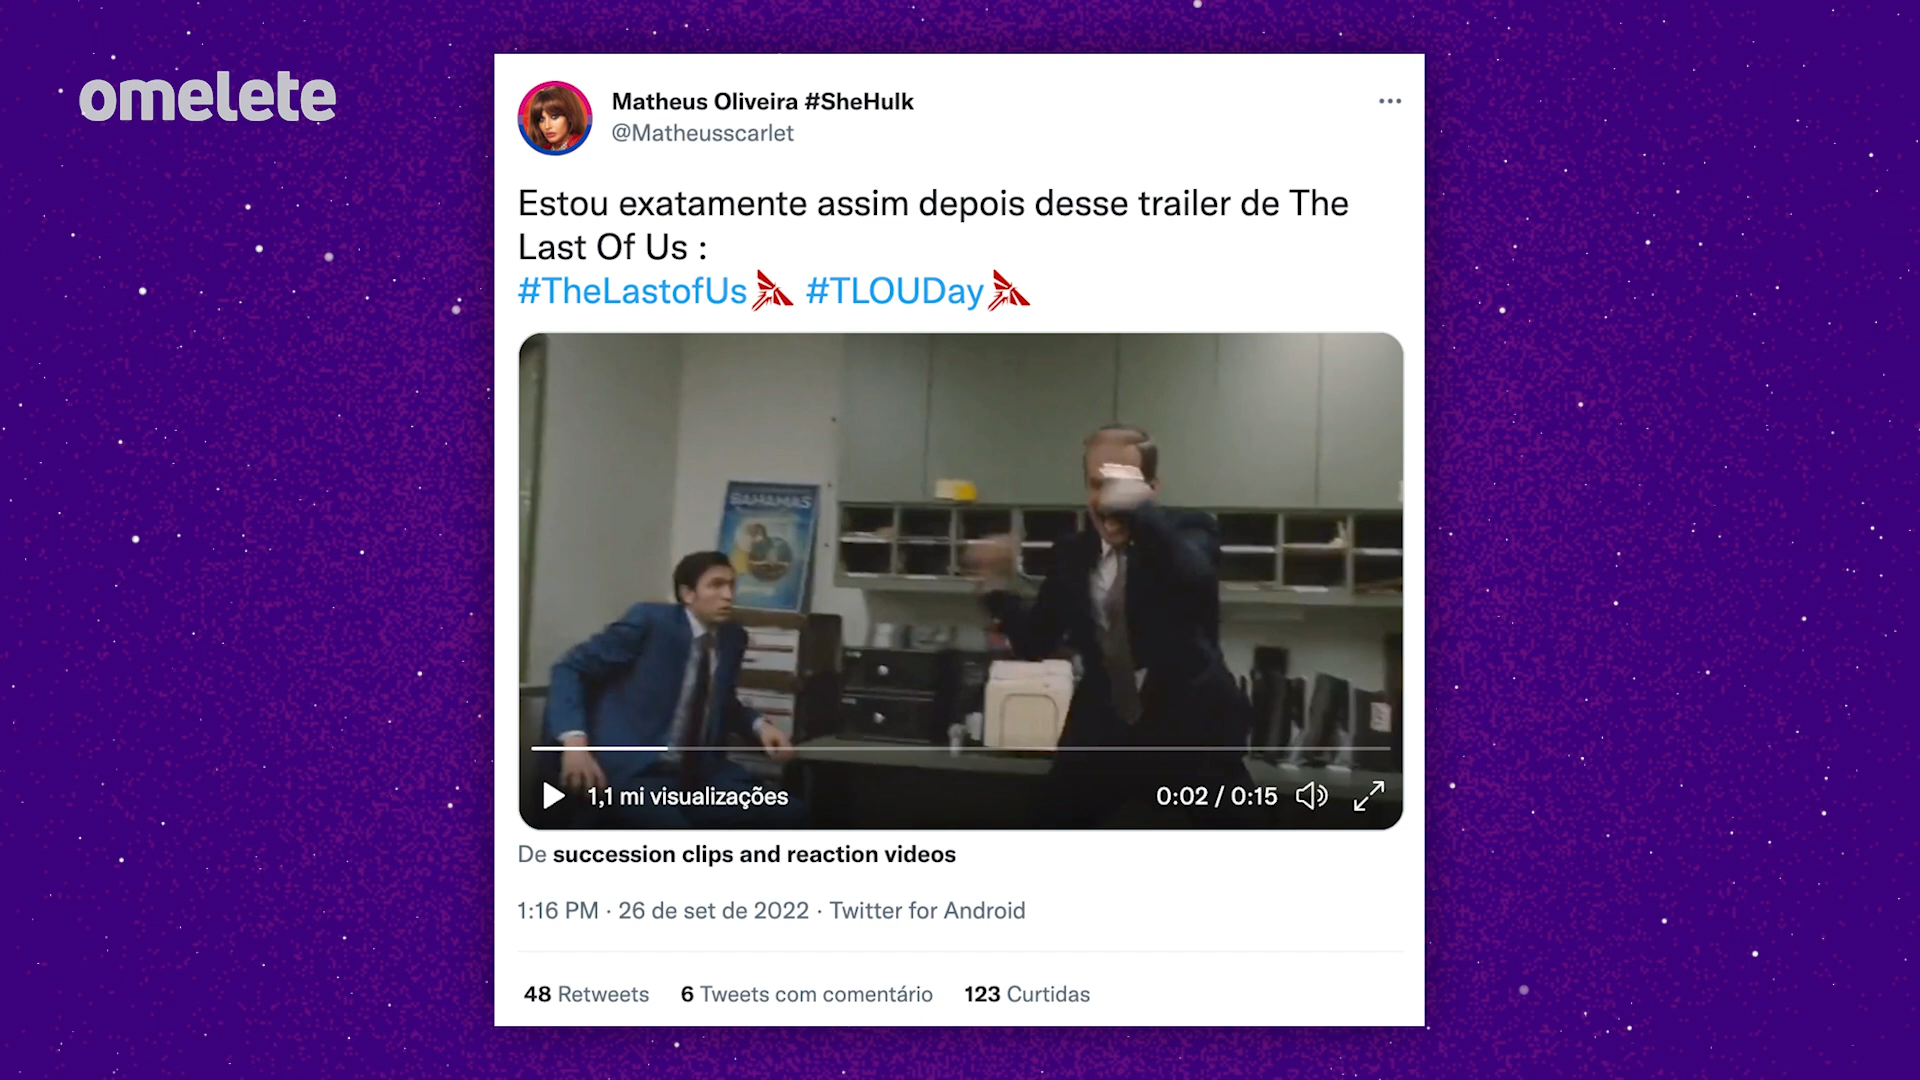 omelete
Matheus Oliveira #SheHulk
@Matheusscarlet
Estou exatamente assim depois desse trailer de The
Last Of Us :
#TheLastofUs #TLOUDay
BAHAMAS
1,1 mi visualizações
0:02 / 0:15
De succession clips and reaction videos
1:16 PM · 26 de set de 2022 · Twitter for Android
48 Retweets 6 Tweets com comentário 123 Curtidas